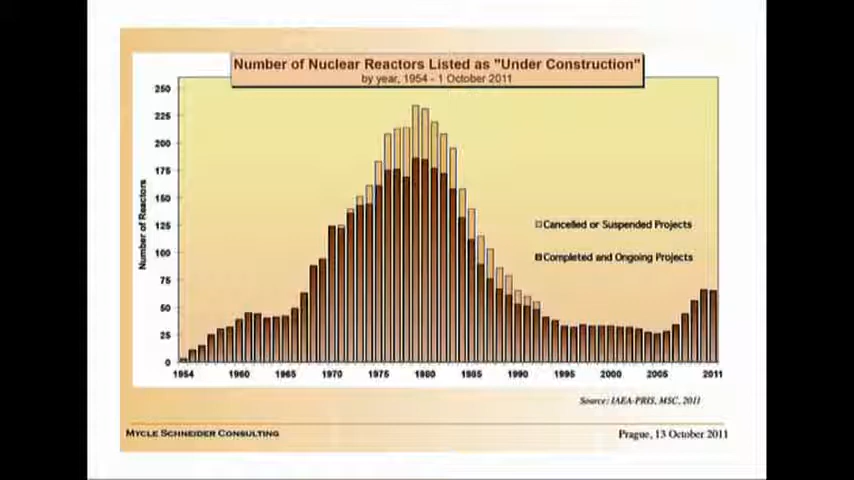 Number of Nuclear Reactors Listed as "Under Construction"
by year, 1954 - 1 October 2011
250
225
200
175
150
125
100
75
50
25
0
Number of Reactors
Cancelled or Suspended Projects
Completed and Ongoing Projects
1954 1960 1965 1970 1975 1980 1985 1990 1995 2000 2005 2011
Source: IAEA-PRIS, MSC, 2011
MYCLE SCHNEIDER CONSULTING
Prague, 13 October 2011